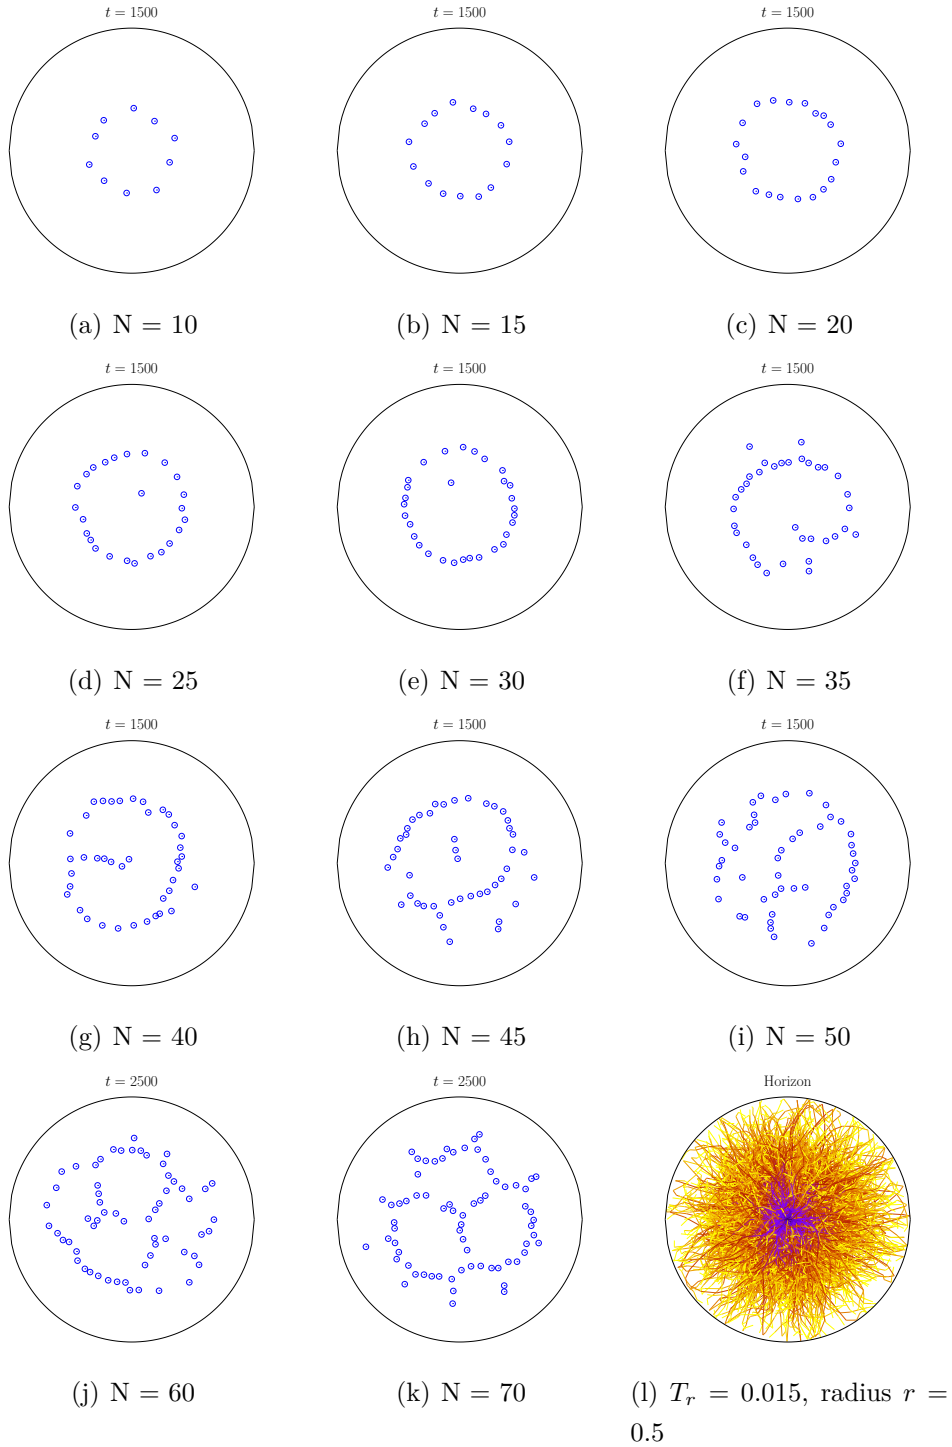 t = 1500
t = 1500
t = 1500
(a) N = 10
(b) N = 15
(c) N = 20
t = 1500
t = 1500
t = 1500
(d) N = 25
(e) N = 30
(f) N = 35
t = 1500
t = 1500
t = 1500
(g) N = 40
(h) N = 45
(i) N = 50
t = 2500
t = 2500
Horizon
(j) N = 60
(k) N = 70
(l) T_r = 0.015, radius r =
0.5